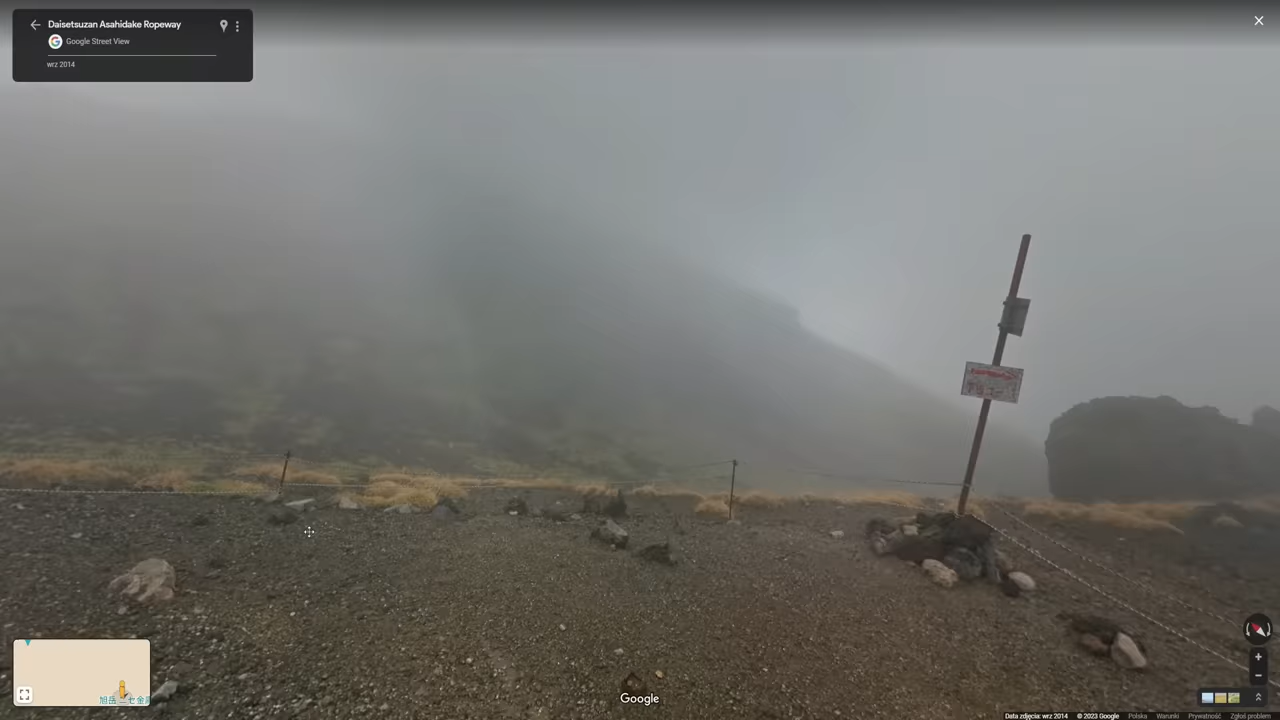 Daisetsuzan Asahidake Ropeway
Google Street View
wrz 2014
Google
Data zdjęcia: wrz 2014 © 2023 Google Polska Warunki Prywatność Zgłoś problem